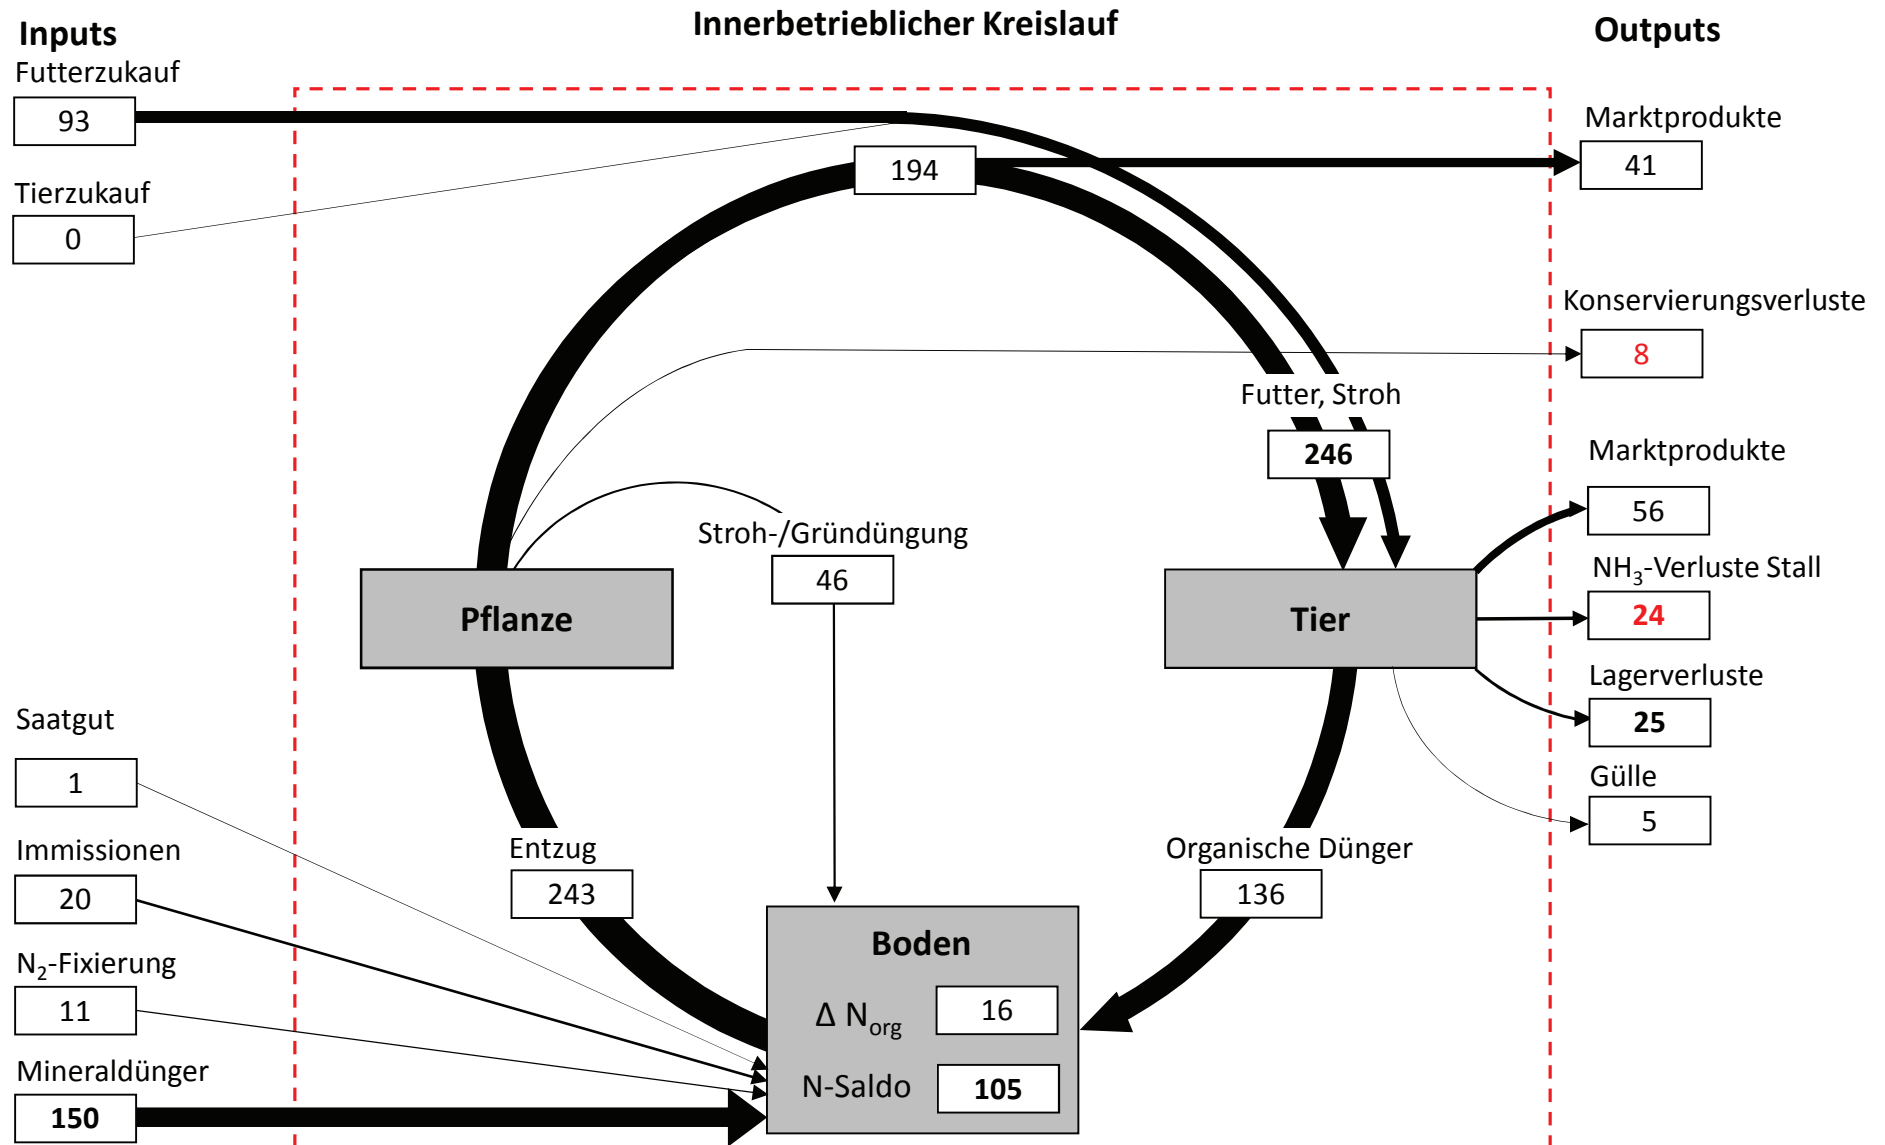 Innerbetrieblicher Kreislauf
Inputs
Outputs
Futterzukauf
93
Tierzukauf
0
194
Marktprodukte
41
Konservierungsverluste
8
Futter, Stroh
246
Marktprodukte
56
Stroh-/Gründüngung
46
NH₃-Verluste Stall
24
Pflanze
Tier
Lagerverluste
25
Gülle
5
Saatgut
1
Immissionen
20
N₂-Fixierung
11
Mineraldünger
150
Entzug
243
Organische Dünger
136
Boden
Δ Norg 16
N-Saldo 105